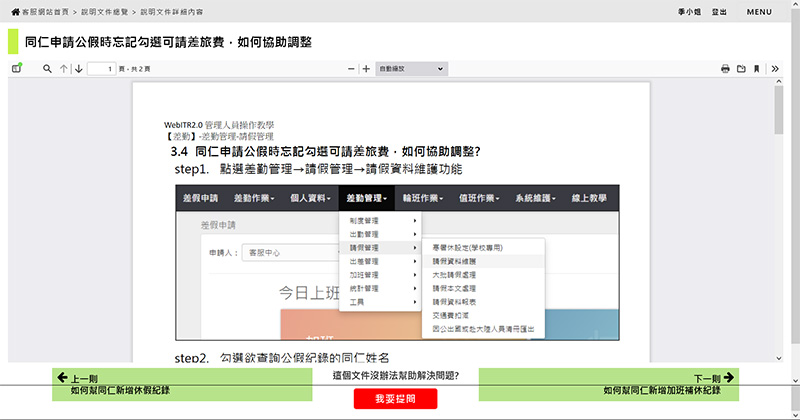 客服網站首頁 > 說明文件總覽 > 說明文件詳細內容
季小姐 登出 MENU
同仁申請公假時忘記勾選可請差旅費，如何協助調整
1 頁，共 2 頁
自動縮放
WebITR2.0 管理人員操作教學
【差勤】-差勤管理-請假管理
3.4 同仁申請公假時忘記勾選可請差旅費，如何協助調整?
step1. 點選差勤管理→請假管理→請假資料維護功能
差假申請 差勤作業 個人資料 差勤管理 輪班作業 值班作業 系統維護 線上教學
差假申請
申請人： 客服中心
今日上班
加班
制度管理
出勤管理
請假管理
出差管理
加班管理
統計管理
工具
寒暑休設定(學校專用)
請假資料維護
大批請假處理
請假本文處理
請假資料報表
交通費扣減
因公出國或赴大陸人員清冊匯出
step2. 勾選欲查詢公假紀錄的同仁姓名
上一則
如何幫同仁新增休假紀錄
這個文件沒辦法幫助解決問題?
我要提問
下一則
如何幫同仁新增加班補休紀錄